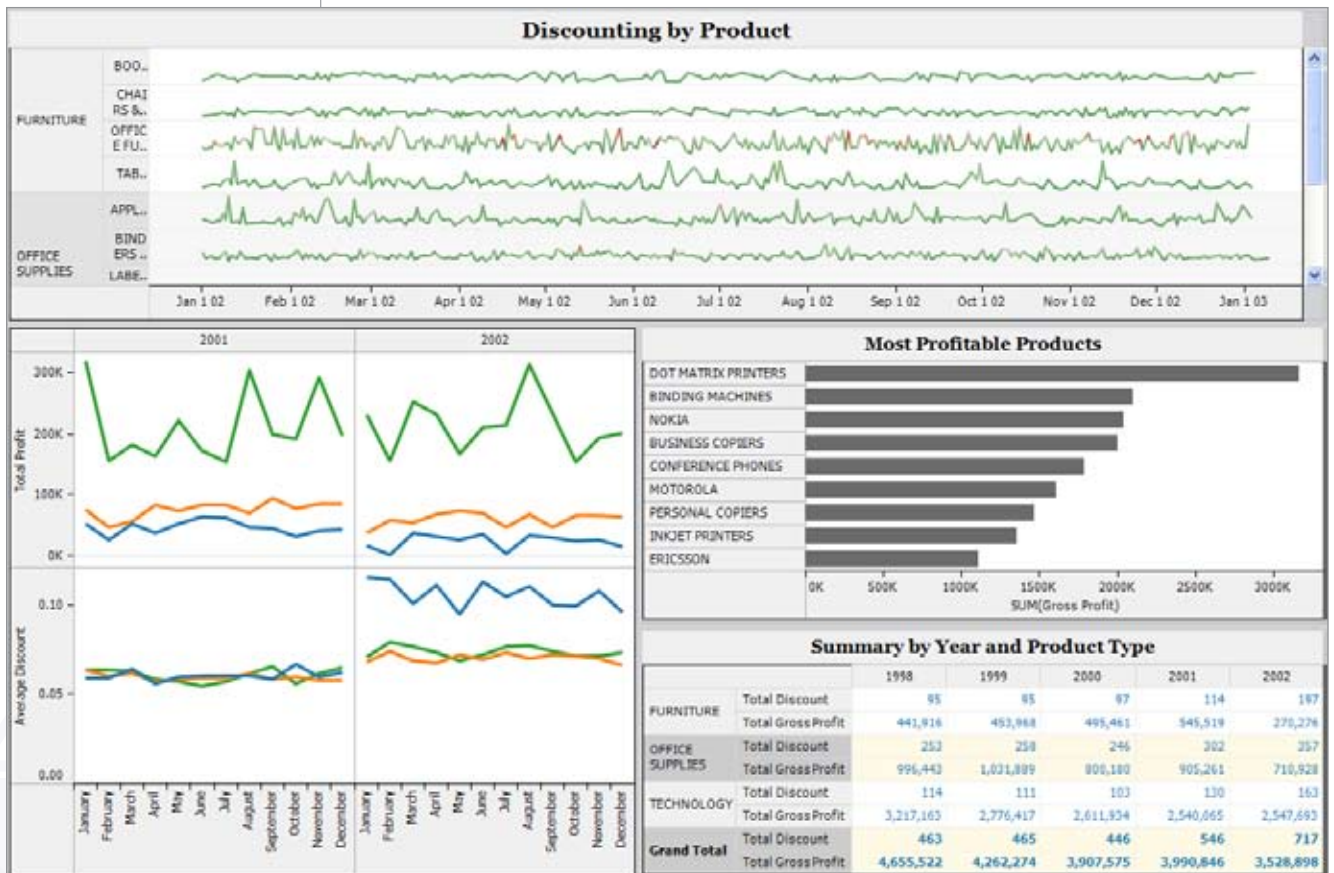 Discounting by Product
FURNITURE
BOO..
CHAI
RS &..
OFFIC
E FU..
TAB..
OFFICE
SUPPLIES
APPL..
BIND
ERS ..
LABE..
Jan 1 02 Feb 1 02 Mar 1 02 Apr 1 02 May 1 02 Jun 1 02 Jul 1 02 Aug 1 02 Sep 1 02 Oct 1 02 Nov 1 02 Dec 1 02 Jan 1 03
2001 2002
Total Profit
300K
200K
100K
0K
Average Discount
0.10
0.05
0.00
January February March April May June July August September October November December January February March April May June July August September October November December
Most Profitable Products
DOT MATRIX PRINTERS
BINDING MACHINES
NOKIA
BUSINESS COPIERS
CONFERENCE PHONES
MOTOROLA
PERSONAL COPIERS
INKJET PRINTERS
ERICSSON
0K 500K 1000K 1500K 2000K 2500K 3000K
SUM(Gross Profit)
Summary by Year and Product Type
1998 1999 2000 2001 2002
FURNITURE
Total Discount 95 95 97 114 197
Total Gross Profit 441,916 453,968 495,461 545,519 270,276
OFFICE
SUPPLIES
Total Discount 253 258 246 302 357
Total Gross Profit 996,443 1,031,889 800,180 905,261 710,928
TECHNOLOGY
Total Discount 114 111 103 130 163
Total Gross Profit 3,217,163 2,776,417 2,611,934 2,540,065 2,547,693
Grand Total
Total Discount 463 465 446 546 717
Total Gross Profit 4,655,522 4,262,274 3,907,575 3,990,846 3,528,898